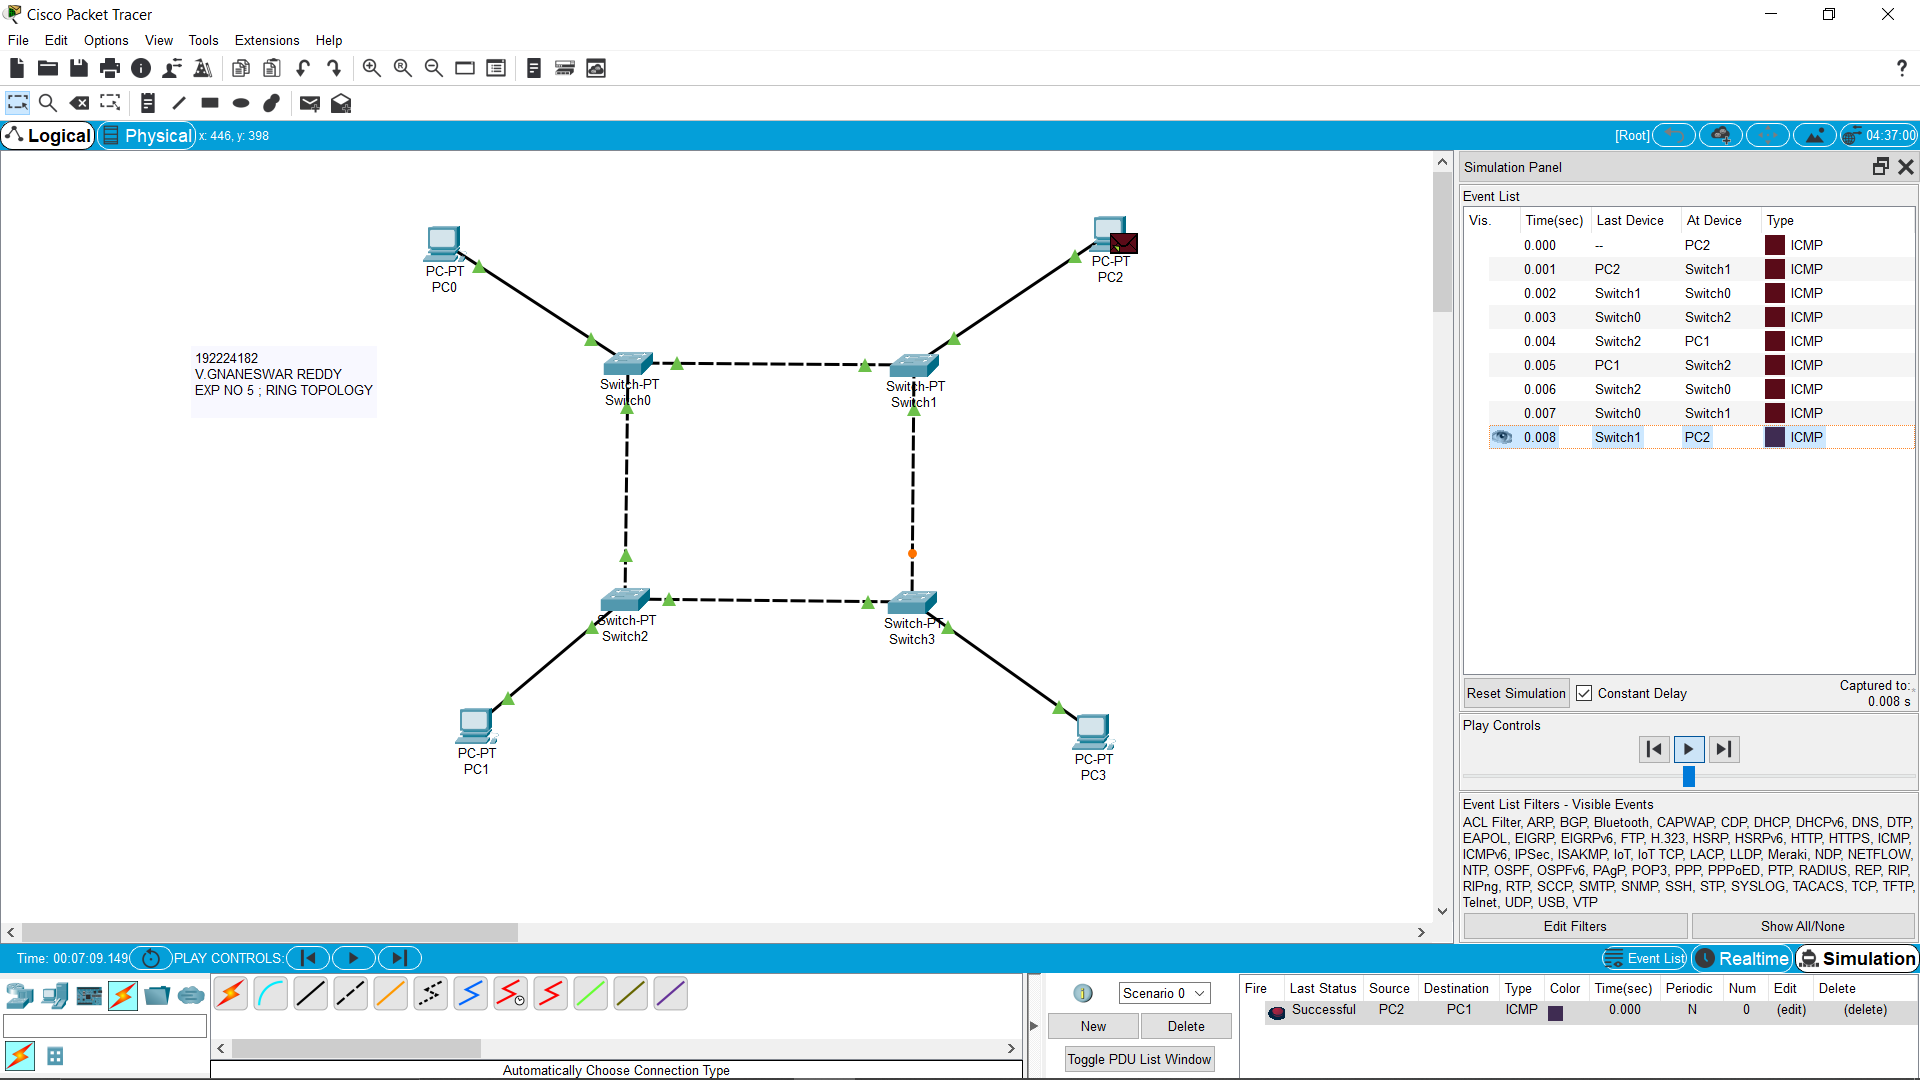 Cisco Packet Tracer
File Edit Options View Tools Extensions Help
Logical Physical x: 446, y: 398 [Root] 04:37:00
PC-PT
PC0
PC-PT
PC2
192224182
V.GNANESWAR REDDY
EXP NO 5 ; RING TOPOLOGY
Switch-PT
Switch0
Switch-PT
Switch1
Switch-PT
Switch2
Switch-PT
Switch3
PC-PT
PC1
PC-PT
PC3
Simulation Panel
Event List
Vis. Time(sec) Last Device At Device Type
0.000 -- PC2 ICMP
0.001 PC2 Switch1 ICMP
0.002 Switch1 Switch0 ICMP
0.003 Switch0 Switch2 ICMP
0.004 Switch2 PC1 ICMP
0.005 PC1 Switch2 ICMP
0.006 Switch2 Switch0 ICMP
0.007 Switch0 Switch1 ICMP
0.008 Switch1 PC2 ICMP
Reset Simulation Constant Delay Captured to:
0.008 s
Play Controls
Event List Filters - Visible Events
ACL Filter, ARP, BGP, Bluetooth, CAPWAP, CDP, DHCP, DHCPv6, DNS, DTP,
EAPOL, EIGRP, EIGRPv6, FTP, H.323, HSRP, HSRPv6, HTTP, HTTPS, ICMP,
ICMPv6, IPSec, ISAKMP, IoT, IoT TCP, LACP, LLDP, Meraki, NDP, NETFLOW,
NTP, OSPF, OSPFv6, PAgP, POP3, PPP, PPPoED, PTP, RADIUS, REP, RIP,
RIPng, RTP, SCCP, SMTP, SNMP, SSH, STP, SYSLOG, TACACS, TCP, TFTP,
Telnet, UDP, USB, VTP
Edit Filters Show All/None
Time: 00:07:09.149 PLAY CONTROLS: Event List Realtime Simulation
Scenario 0
New Delete
Toggle PDU List Window
Fire Last Status Source Destination Type Color Time(sec) Periodic Num Edit Delete
Successful PC2 PC1 ICMP 0.000 N 0 (edit) (delete)
Automatically Choose Connection Type